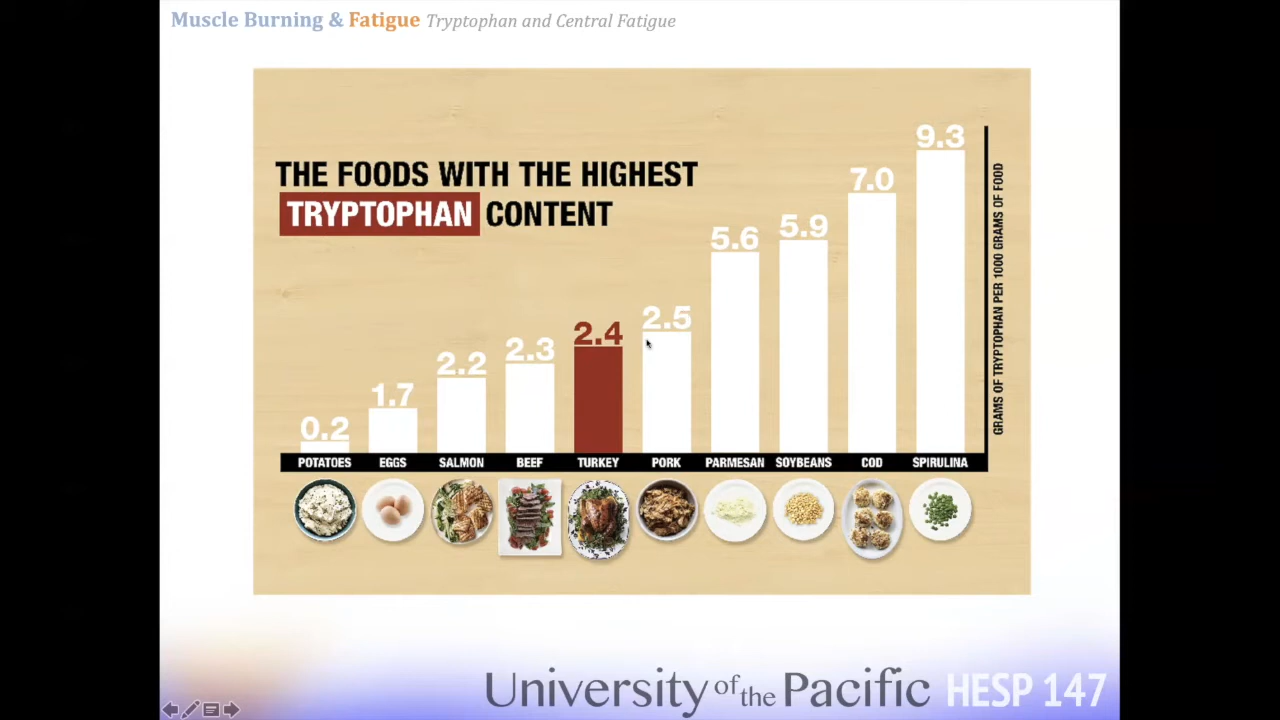 Muscle Burning & Fatigue Tryptophan and Central Fatigue
THE FOODS WITH THE HIGHEST
TRYPTOPHAN CONTENT
0.2
1.7
2.2
2.3
2.4
2.5
5.6
5.9
7.0
9.3
GRAMS OF TRYPTOPHAN PER 1000 GRAMS OF FOOD
POTATOES EGGS SALMON BEEF TURKEY PORK PARMESAN SOYBEANS COD SPIRULINA
University of the Pacific HESP 147